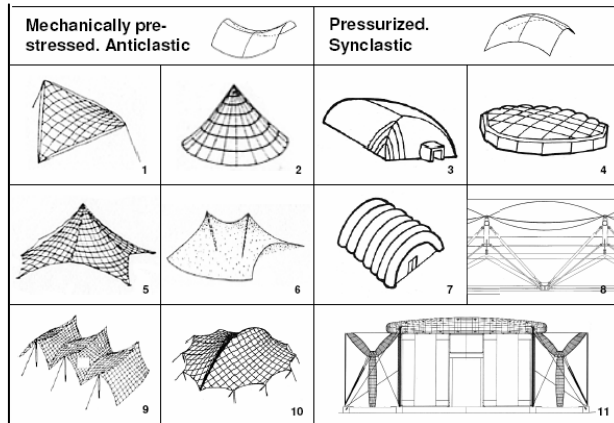 Mechanically pre-
stressed. Anticlastic
Pressurized.
Synclastic
1
2
3
4
5
6
7
8
9
10
11